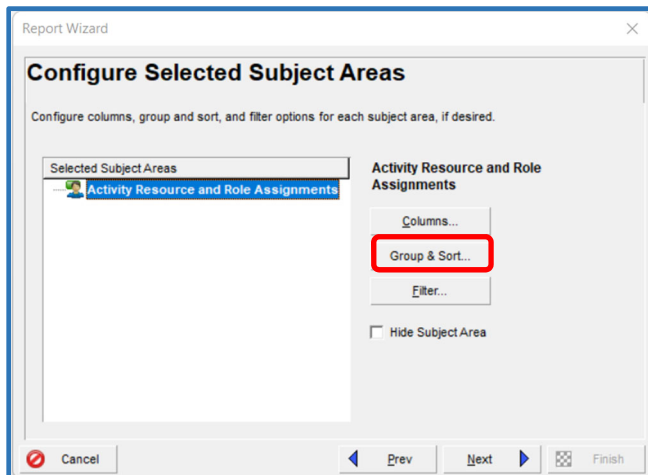 Report Wizard
Configure Selected Subject Areas
Configure columns, group and sort, and filter options for each subject area, if desired.
Selected Subject Areas
Activity Resource and Role Assignments
Activity Resource and Role
Assignments
Columns...
Group & Sort...
Filter...
Hide Subject Area
Cancel
Prev
Next
Finish